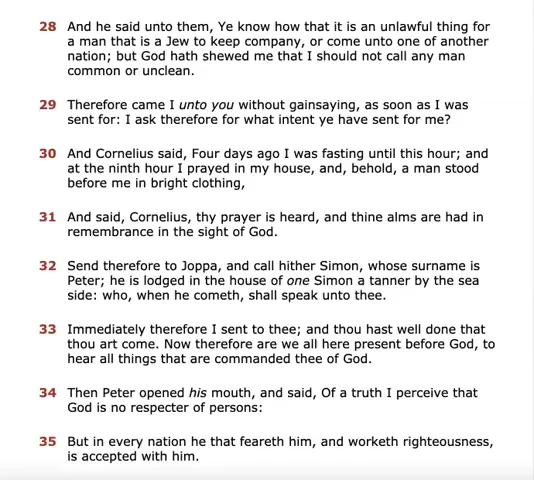 28 And he said unto them, Ye know how that it is an unlawful thing for
a man that is a Jew to keep company, or come unto one of another
nation; but God hath shewed me that I should not call any man
common or unclean.
29 Therefore came I unto you without gainsaying, as soon as I was
sent for: I ask therefore for what intent ye have sent for me?
30 And Cornelius said, Four days ago I was fasting until this hour; and
at the ninth hour I prayed in my house, and, behold, a man stood
before me in bright clothing,
31 And said, Cornelius, thy prayer is heard, and thine alms are had in
remembrance in the sight of God.
32 Send therefore to Joppa, and call hither Simon, whose surname is
Peter; he is lodged in the house of one Simon a tanner by the sea
side: who, when he cometh, shall speak unto thee.
33 Immediately therefore I sent to thee; and thou hast well done that
thou art come. Now therefore are we all here present before God, to
hear all things that are commanded thee of God.
34 Then Peter opened his mouth, and said, Of a truth I perceive that
God is no respecter of persons:
35 But in every nation he that feareth him, and worketh righteousness,
is accepted with him.